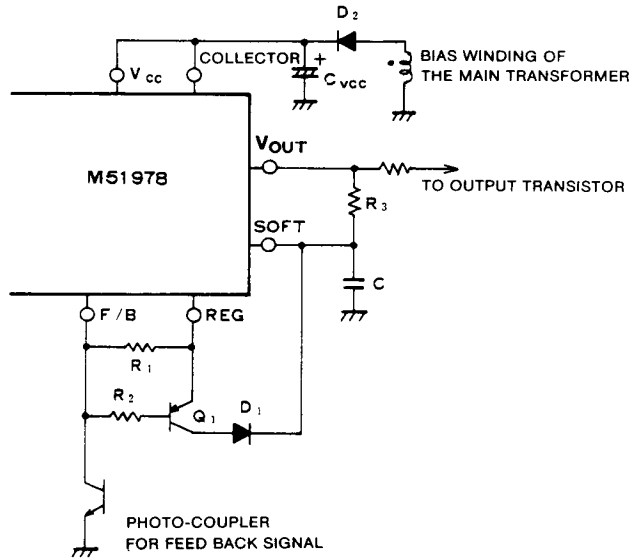 D2
BIAS WINDING OF
THE MAIN TRANSFORMER
VCC
COLLECTOR
+
CVCC
VOUT
M51978
TO OUTPUT TRANSISTOR
R3
SOFT
C
F/B
REG
R1
R2
Q1
D1
PHOTO-COUPLER
FOR FEED BACK SIGNAL